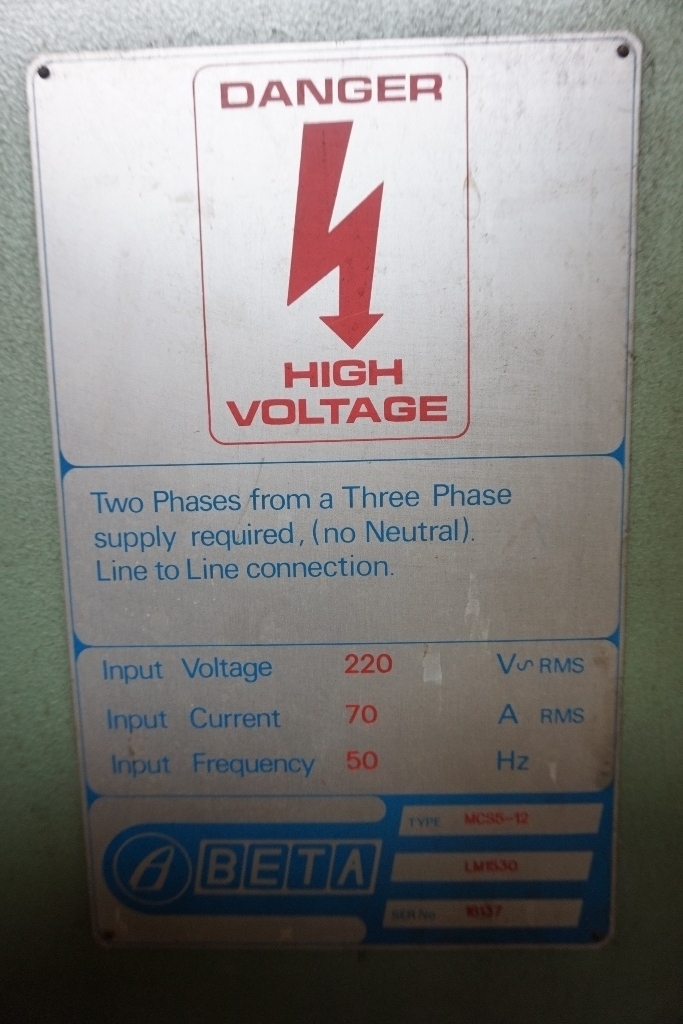 DANGER
HIGH
VOLTAGE
Two Phases from a Three Phase
supply required, (no Neutral).
Line to Line connection.
Input Voltage 220 V∽ RMS
Input Current 70 A RMS
Input Frequency 50 Hz
TYPE MCS5-12
BETA
LM1530
SER No 16137